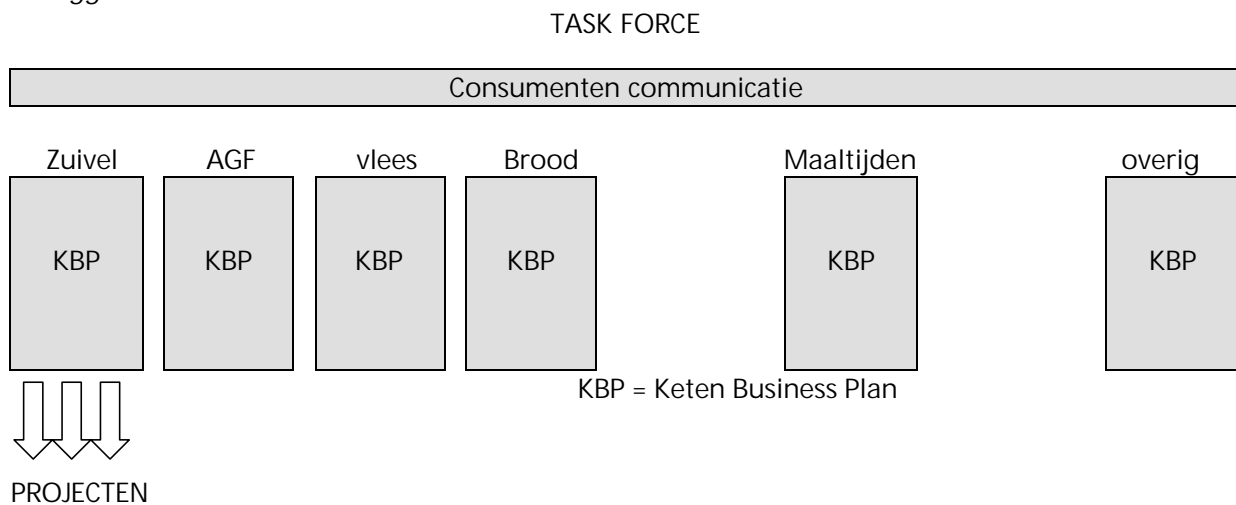 TASK FORCE
Consumenten communicatie
Zuivel AGF vlees Brood Maaltijden overig
KBP KBP KBP KBP KBP KBP
KBP = Keten Business Plan
PROJECTEN